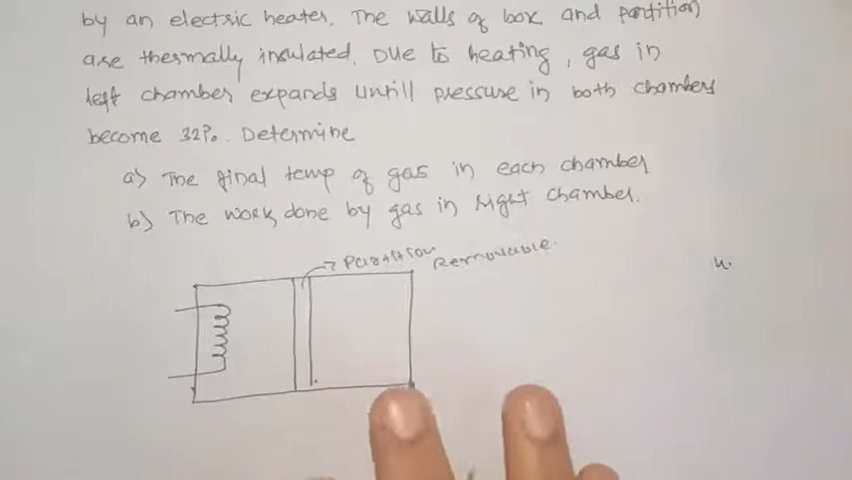 by an electric heater. The walls of box and partition
are thermally insulated. Due to heating, gas in
left chamber expands untill pressure in both chambers
become 32P₀. Determine
a) The final temp of gas in each chamber
b) The work done by gas in right chamber.
Partition
Removable.